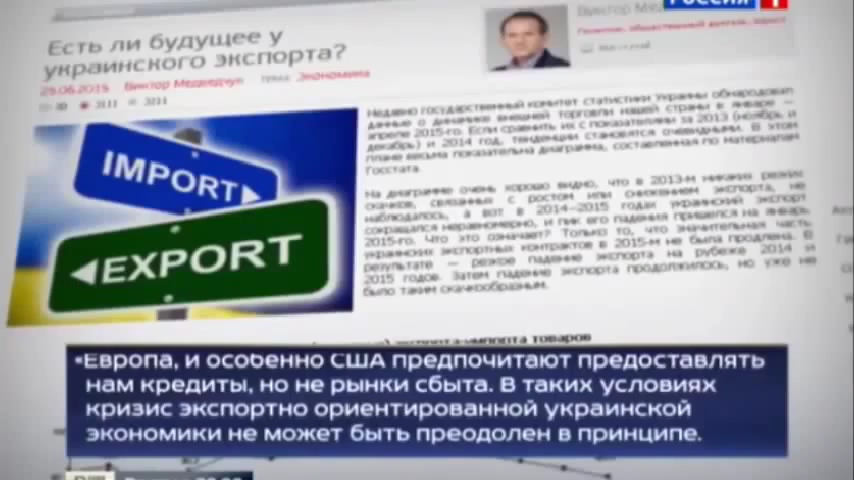 РОССИЯ 1
Есть ли будущее у
украинского экспорта?
Виктор Медведчук
Экономика
3111
IMPORT
EXPORT
Недавно государственный комитет статистики Украины обнародовал
данные о динамике внешней торговли нашей страны в январе —
апреле 2015-го. Если сравнить их с показателями за 2013 (ноябрь и
декабрь) и 2014 год, тенденции становятся очевидными. В этом
плане весьма показательна диаграмма, составленная по материалам
Госстата.
На диаграмме очень хорошо видно, что в 2013-м никаких резких
скачков, связанных с ростом или снижением экспорта, не
наблюдалось, а вот в 2014–2015 годах украинский экспорт
сокращался неравномерно, и пик его падения пришелся на январь
2015-го. Что это означает? Только то, что значительная часть
украинских экспортных контрактов в 2015-м не была продлена. В
результате — резкое падение экспорта на рубеже 2014 и
2015 годов. Затем падение экспорта продолжилось, но уже не
было таким скачкообразным.
экспорта-импорта товаров
«Европа, и особенно США предпочитают предоставлять
нам кредиты, но не рынки сбыта. В таких условиях
кризис экспортно ориентированной украинской
экономики не может быть преодолен в принципе.